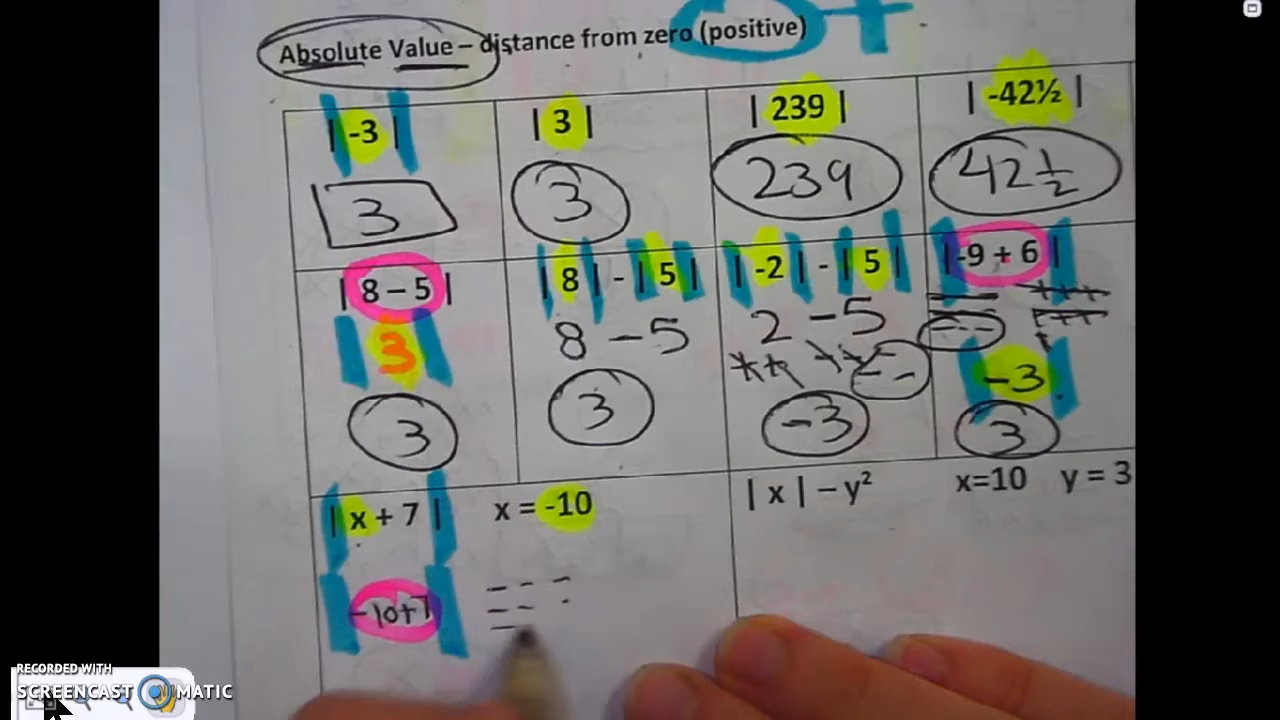 Absolute Value – distance from zero (positive) +
| -3 | | 3 | | 239 | | -42½ |
3 3 239 42 1/2
| 8 – 5 | | 8 | - | 5 | | -2 | - | 5 | | -9 + 6 |
3 8 – 5 2 – 5
3 3 -3 -3
3
| x + 7 | x = -10 | x | – y² x=10 y = 3
-10+7
RECORDED WITH
SCREENCAST MATIC